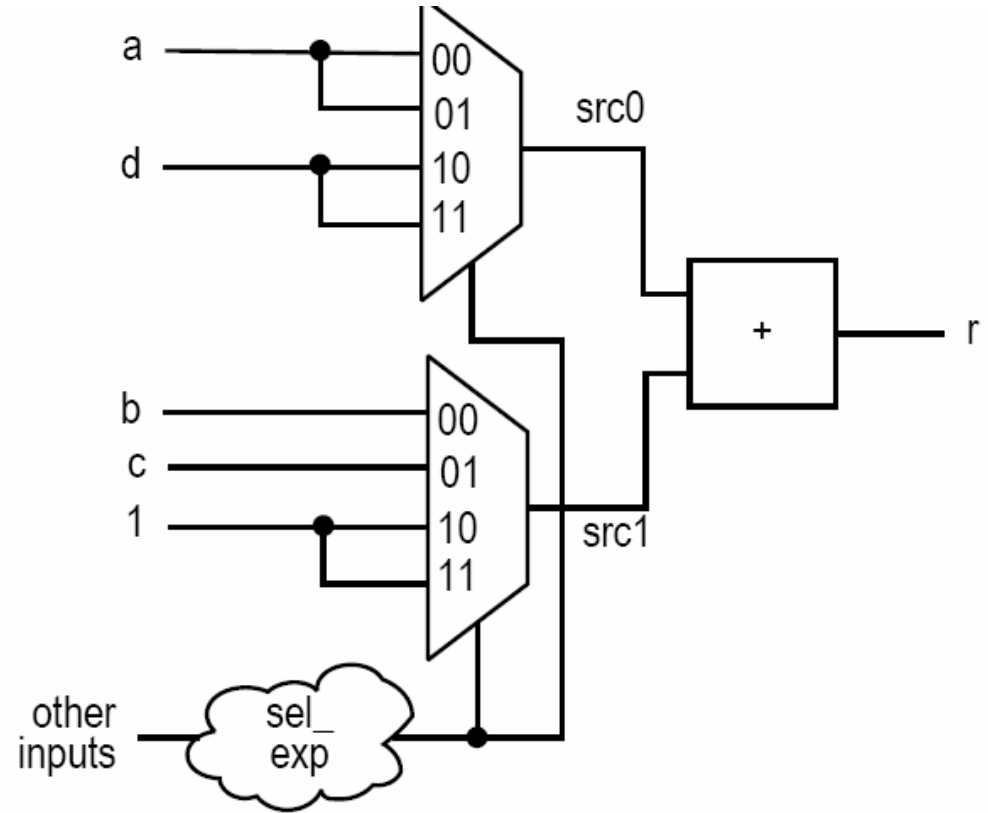 a
00
01
src0
d
10
11
+
r
b
00
c
01
1
10
src1
11
other
inputs
sel_
exp